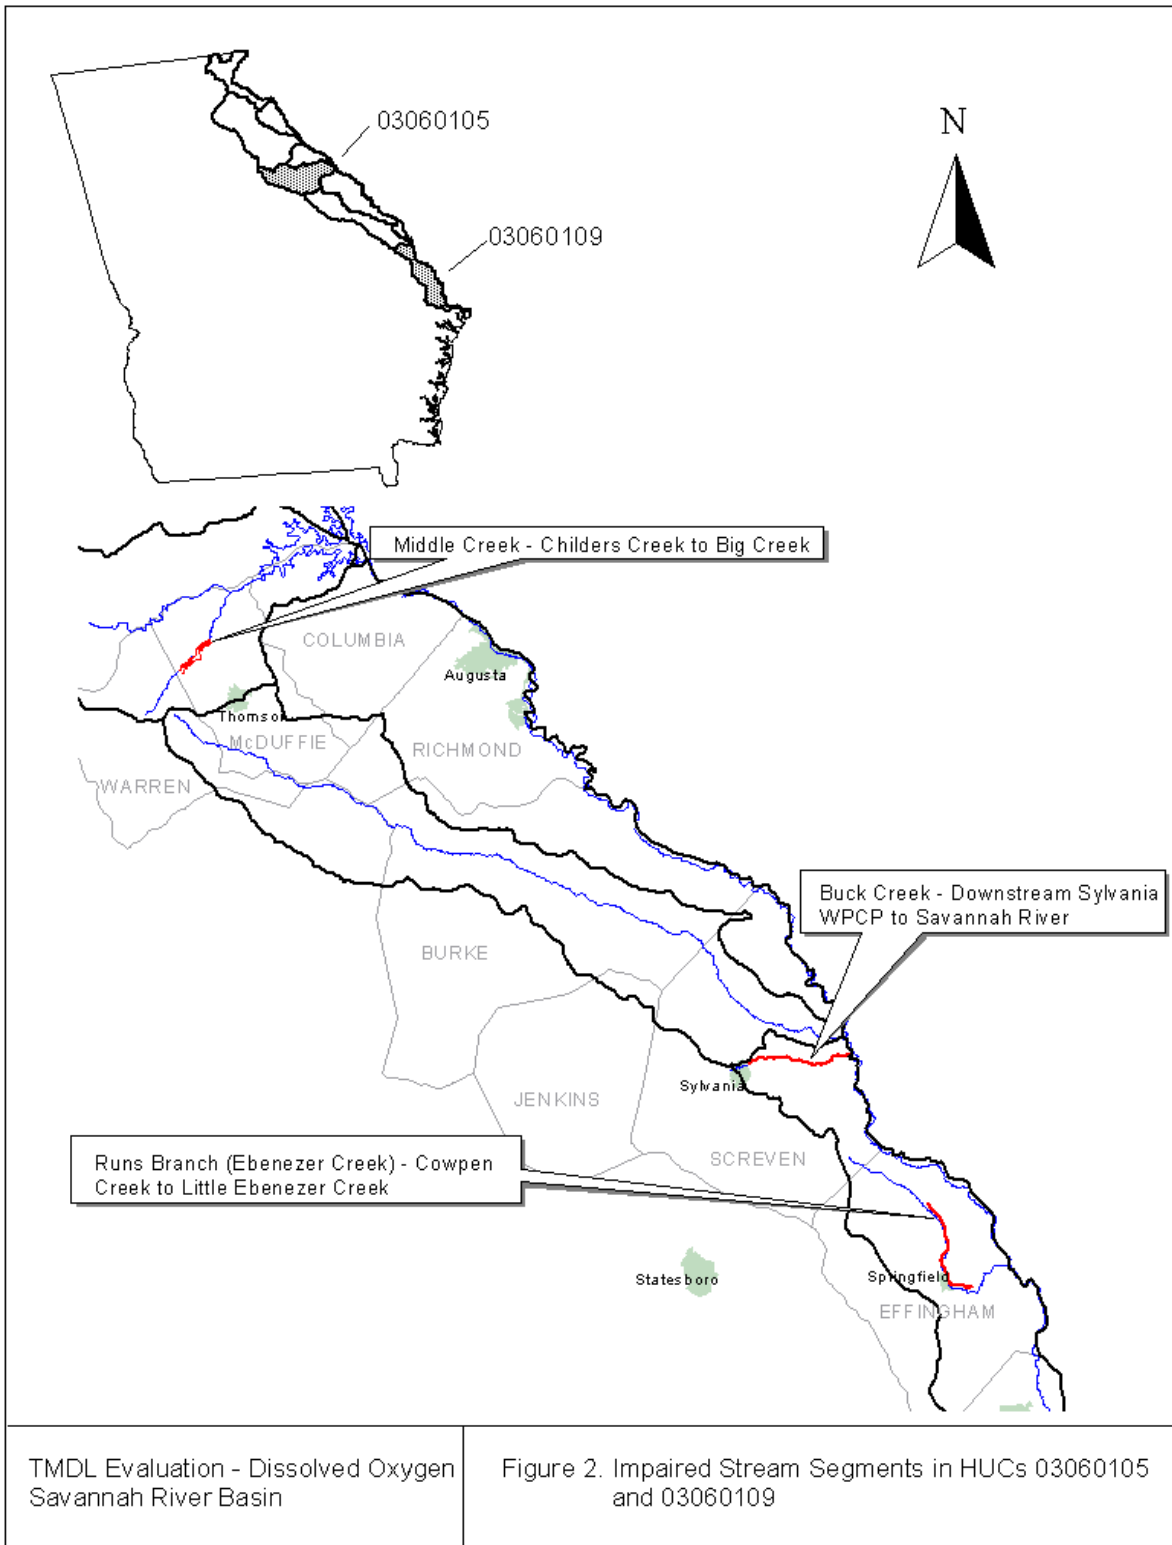 03060105
N
03060109
Middle Creek - Childers Creek to Big Creek
COLUMBIA
Augusta
Thomson
McDUFFIE
RICHMOND
WARREN
Buck Creek - Downstream Sylvania
WPCP to Savannah River
BURKE
Sylvania
JENKINS
Runs Branch (Ebenezer Creek) - Cowpen
Creek to Little Ebenezer Creek
SCREVEN
Statesboro
Springfield
EFFINGHAM
TMDL Evaluation - Dissolved Oxygen
Savannah River Basin
Figure 2. Impaired Stream Segments in HUCs 03060105
and 03060109